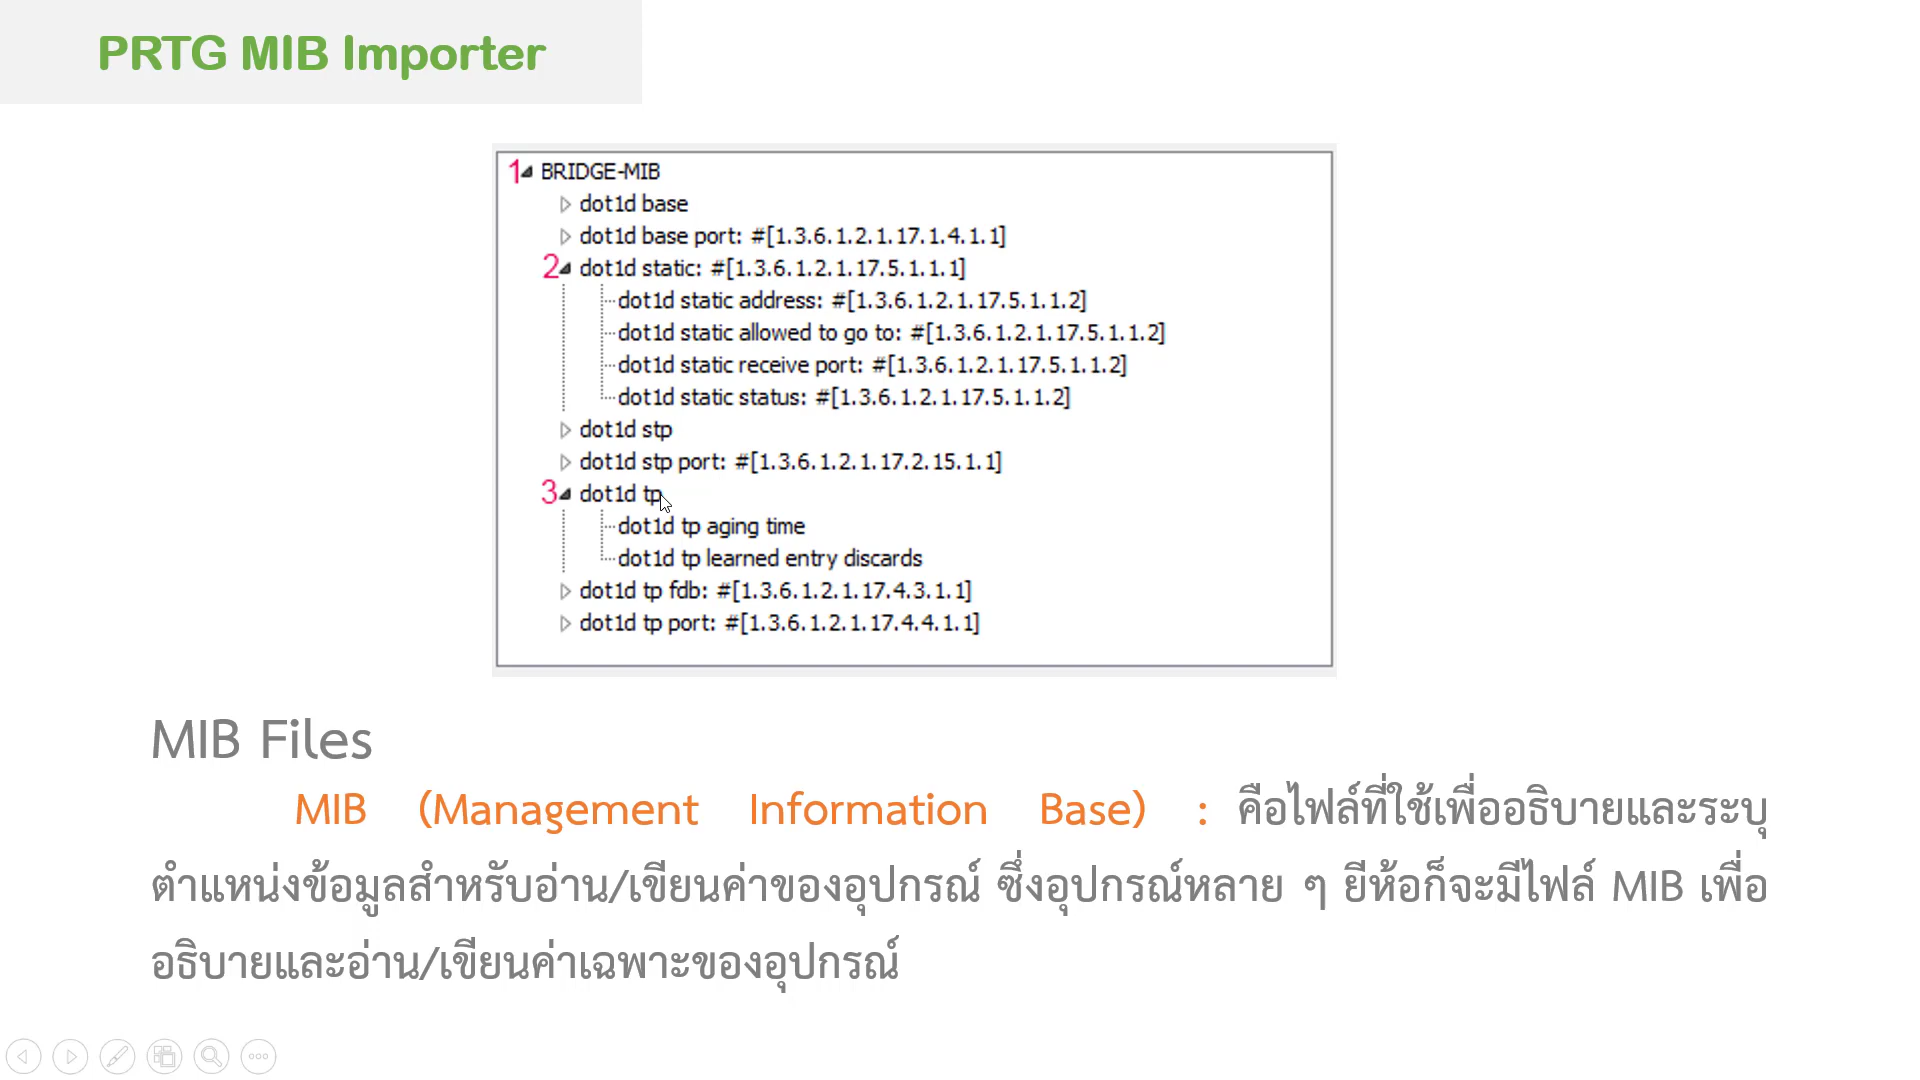 PRTG MIB Importer
1 BRIDGE-MIB
dot1d base
dot1d base port: #[1.3.6.1.2.1.17.1.4.1.1]
2 dot1d static: #[1.3.6.1.2.1.17.5.1.1.1]
dot1d static address: #[1.3.6.1.2.1.17.5.1.1.2]
dot1d static allowed to go to: #[1.3.6.1.2.1.17.5.1.1.2]
dot1d static receive port: #[1.3.6.1.2.1.17.5.1.1.2]
dot1d static status: #[1.3.6.1.2.1.17.5.1.1.2]
dot1d stp
dot1d stp port: #[1.3.6.1.2.1.17.2.15.1.1]
3 dot1d tp
dot1d tp aging time
dot1d tp learned entry discards
dot1d tp fdb: #[1.3.6.1.2.1.17.4.3.1.1]
dot1d tp port: #[1.3.6.1.2.1.17.4.4.1.1]
MIB Files
MIB (Management Information Base) : คือไฟล์ที่ใช้เพื่ออธิบายและระบุ
ตำแหน่งข้อมูลสำหรับอ่าน/เขียนค่าของอุปกรณ์ ซึ่งอุปกรณ์หลาย ๆ ยีห้อก็จะมีไฟล์ MIB เพื่อ
อธิบายและอ่าน/เขียนค่าเฉพาะของอุปกรณ์